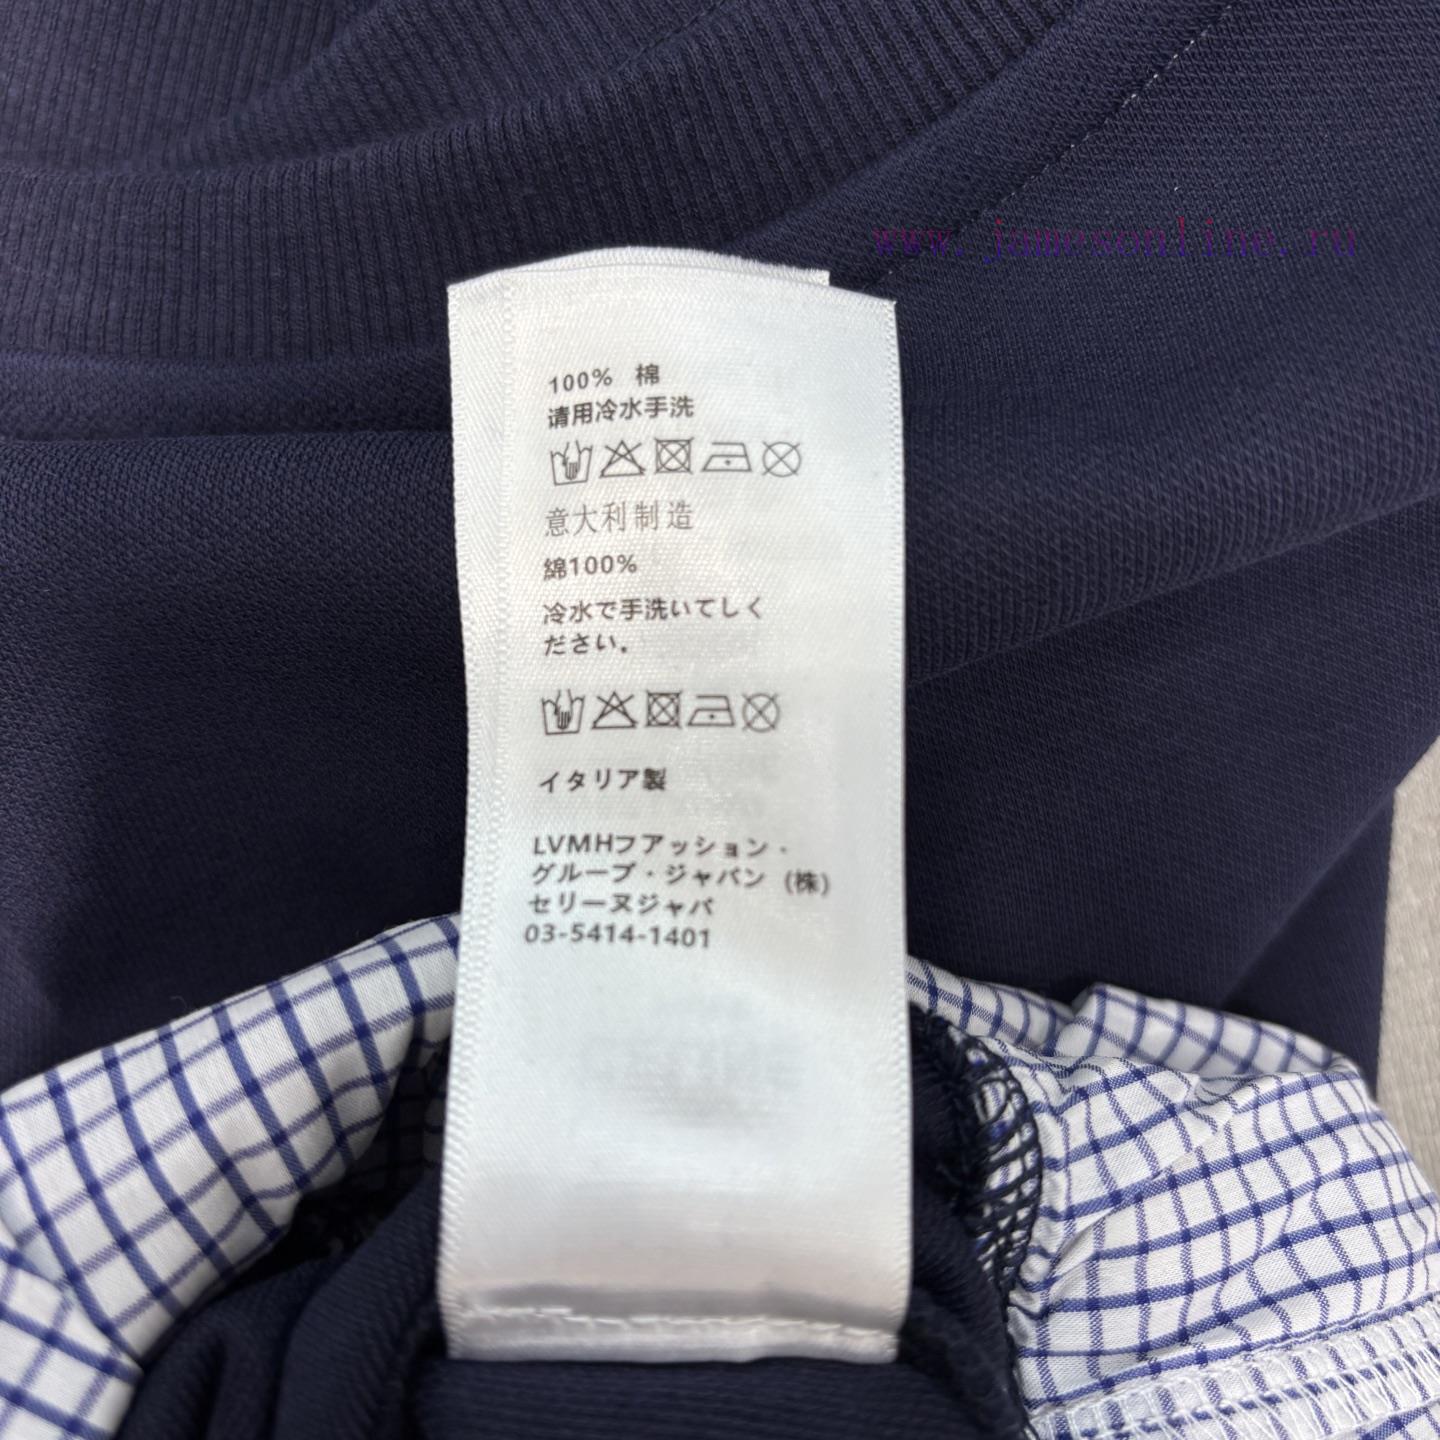 www.jamesonline.ru
100% 棉
请用冷水手洗
意大利制造
綿100%
冷水で手洗いてしく
ださい。
イタリア製
LVMHフアッション・
グループ・ジャパン (株)
セリーヌジャパ
03-5414-1401